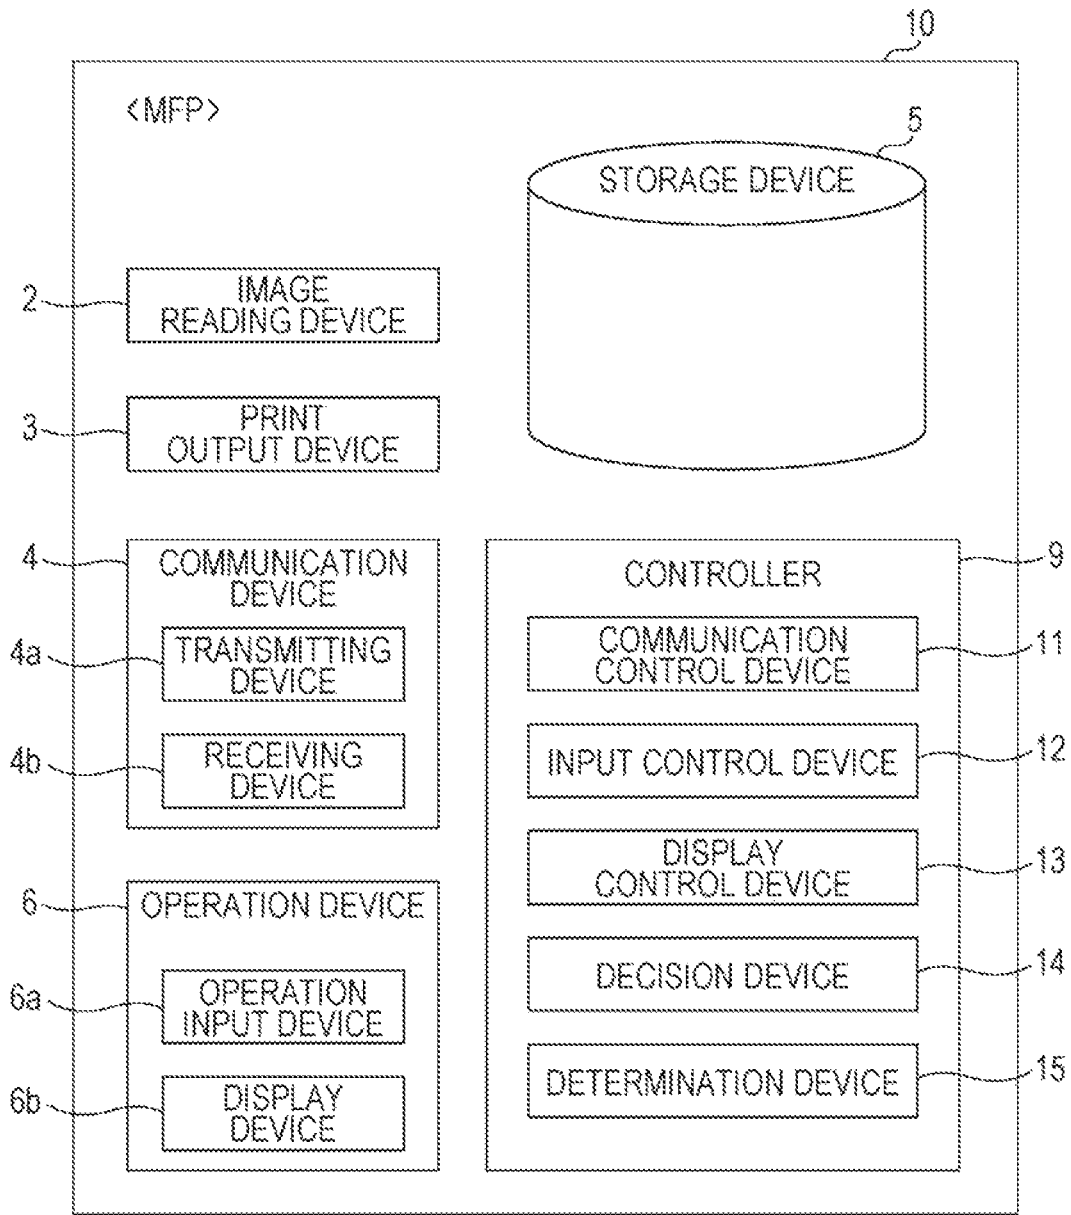 10
<MFP>
5
STORAGE DEVICE
2
IMAGE
READING DEVICE
3
PRINT
OUTPUT DEVICE
4
COMMUNICATION
DEVICE
4a
TRANSMITTING
DEVICE
4b
RECEIVING
DEVICE
6
OPERATION DEVICE
6a
OPERATION
INPUT DEVICE
6b
DISPLAY
DEVICE
9
CONTROLLER
COMMUNICATION
CONTROL DEVICE
11
INPUT CONTROL DEVICE
12
DISPLAY
CONTROL DEVICE
13
DECISION DEVICE
14
DETERMINATION DEVICE
15